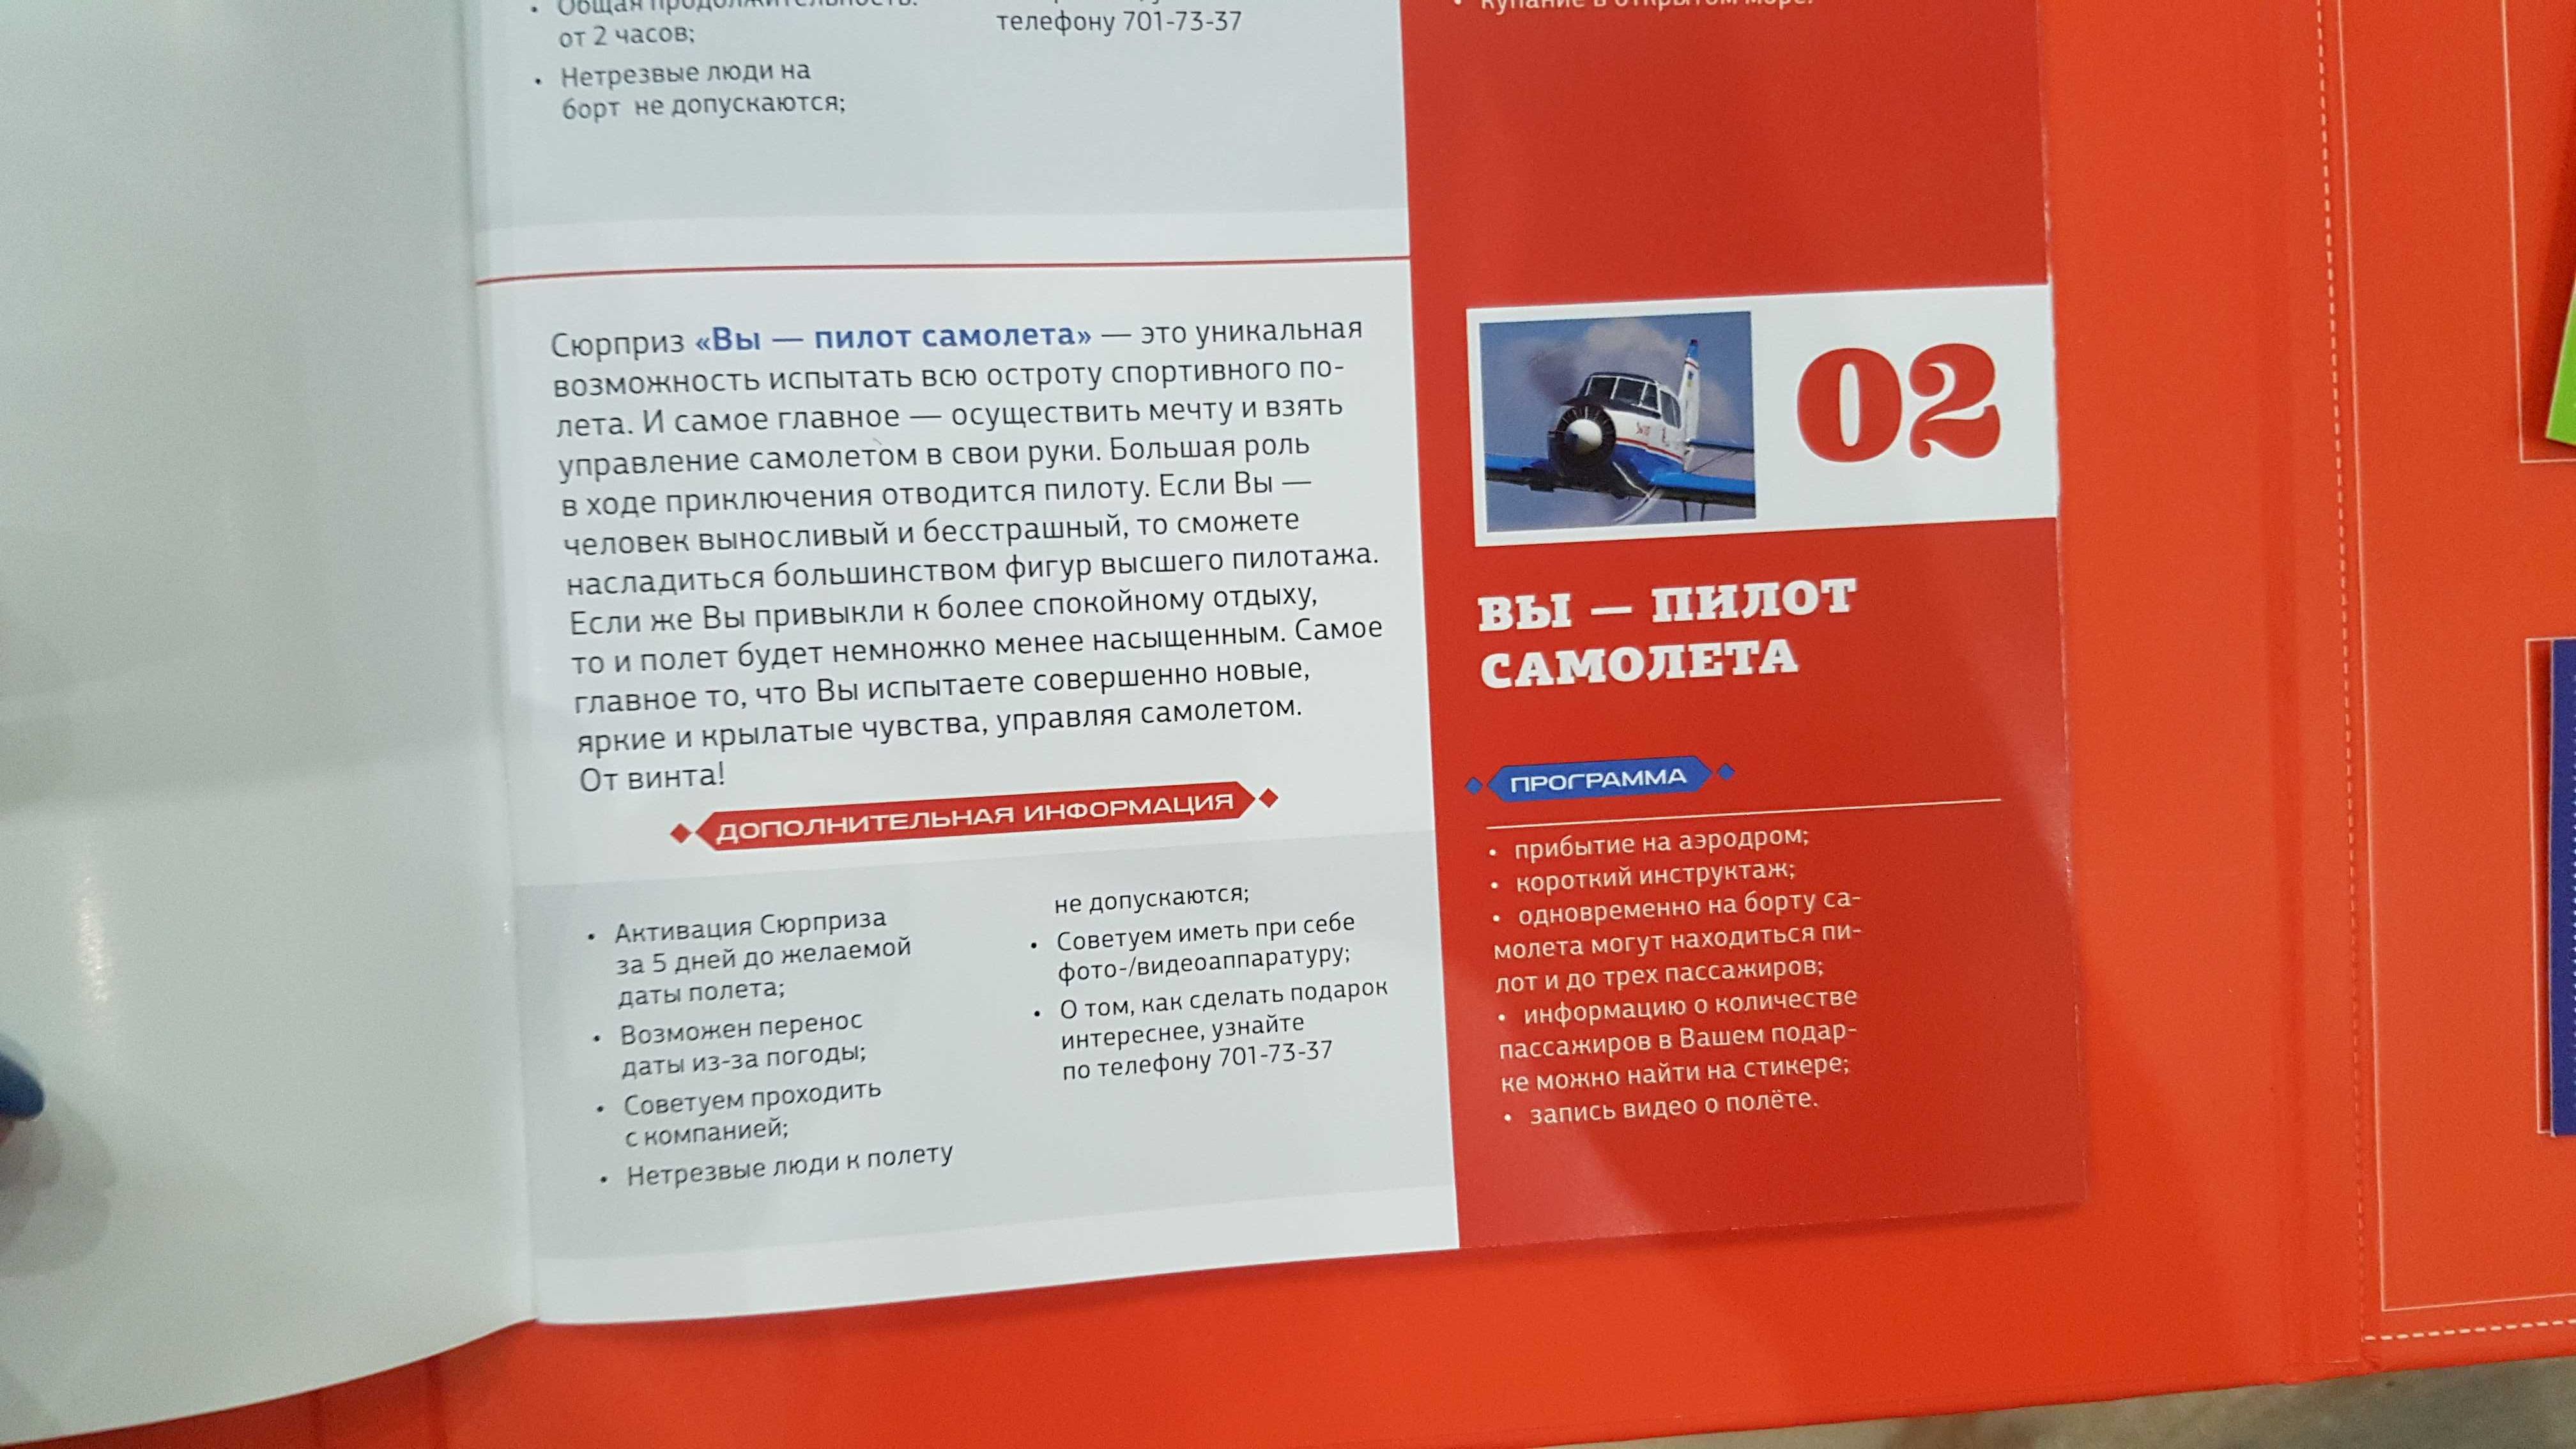 Общая продолжительность:
от 2 часов;
• Нетрезвые люди на
борт не допускаются;
телефону 701-73-37
• купание в открытом море.
Сюрприз «Вы — пилот самолета» — это уникальная
возможность испытать всю остроту спортивного по-
лета. И самое главное — осуществить мечту и взять
управление самолетом в свои руки. Большая роль
в ходе приключения отводится пилоту. Если Вы —
человек выносливый и бесстрашный, то сможете
насладиться большинством фигур высшего пилотажа.
Если же Вы привыкли к более спокойному отдыху,
то и полет будет немножко менее насыщенным. Самое
главное то, что Вы испытаете совершенно новые,
яркие и крылатые чувства, управляя самолетом.
От винта!
ДОПОЛНИТЕЛЬНАЯ ИНФОРМАЦИЯ
• Активация Сюрприза
за 5 дней до желаемой
даты полета;
• Возможен перенос
даты из-за погоды;
• Советуем проходить
с компанией;
• Нетрезвые люди к полету
не допускаются;
• Советуем иметь при себе
фото-/видеоаппаратуру;
• О том, как сделать подарок
интереснее, узнайте
по телефону 701-73-37
02
ВЫ — ПИЛОТ
САМОЛЕТА
ПРОГРАММА
• прибытие на аэродром;
• короткий инструктаж;
• одновременно на борту са-
молета могут находиться пи-
лот и до трех пассажиров;
• информацию о количестве
пассажиров в Вашем подар-
ке можно найти на стикере;
• запись видео о полёте.